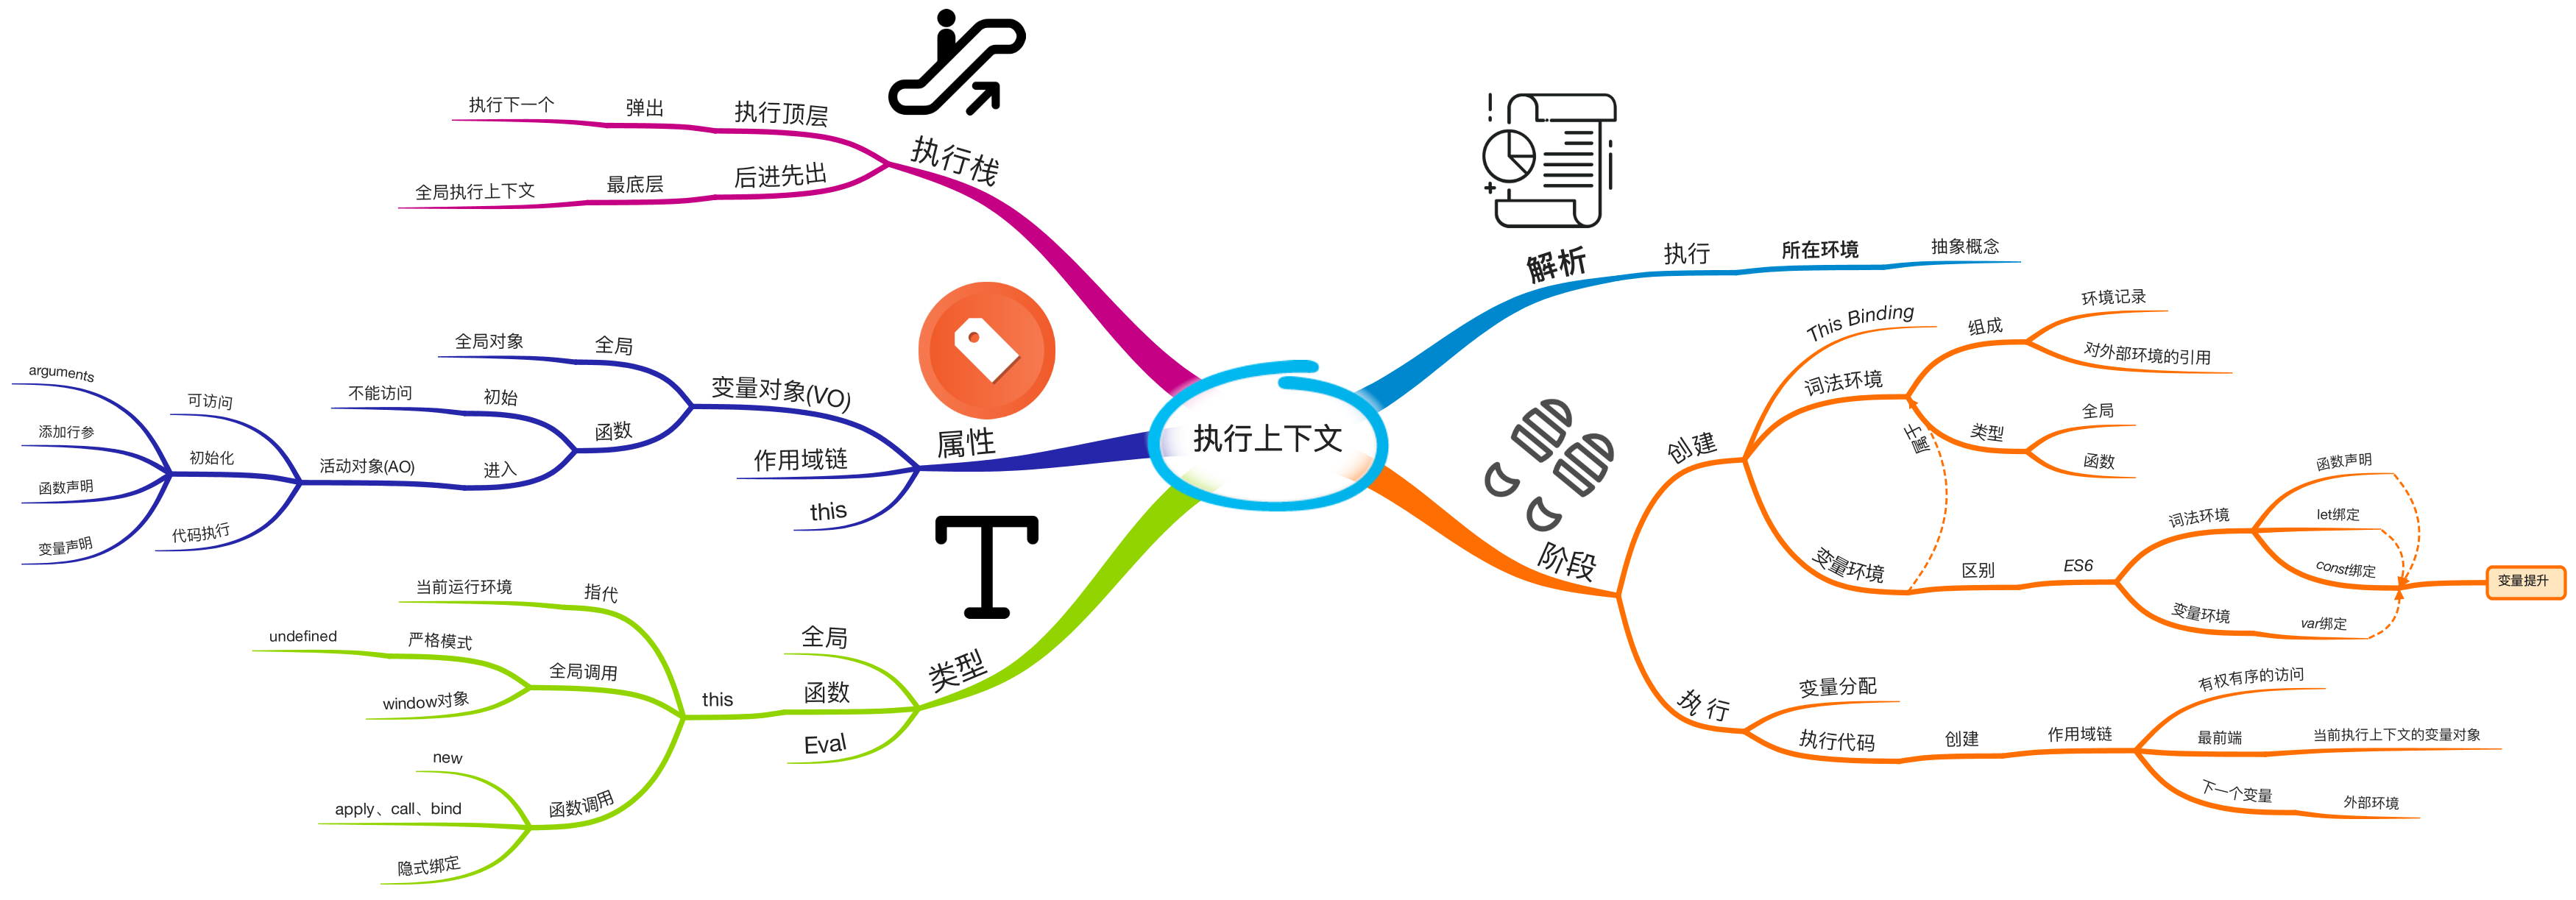 执行上下文
解析
执行
所在环境
抽象概念
阶段
创建
This Binding
词法环境
组成
环境记录
对外部环境的引用
类型
全局
函数
属于
变量环境
区别
ES6
词法环境
函数声明
let绑定
const绑定
变量提升
变量环境
var绑定
执行
变量分配
执行代码
创建
作用域链
有权有序的访问
最前端
当前执行上下文的变量对象
下一个变量
外部环境
执行栈
执行顶层
弹出
执行下一个
后进先出
最底层
全局执行上下文
属性
变量对象(VO)
全局
全局对象
函数
初始
不能访问
进入
活动对象(AO)
可访问
初始化
arguments
添加行参
函数声明
变量声明
代码执行
作用域链
this
类型
全局
函数
this
指代
当前运行环境
全局调用
严格模式
undefined
window对象
函数调用
new
apply、call、bind
隐式绑定
Eval